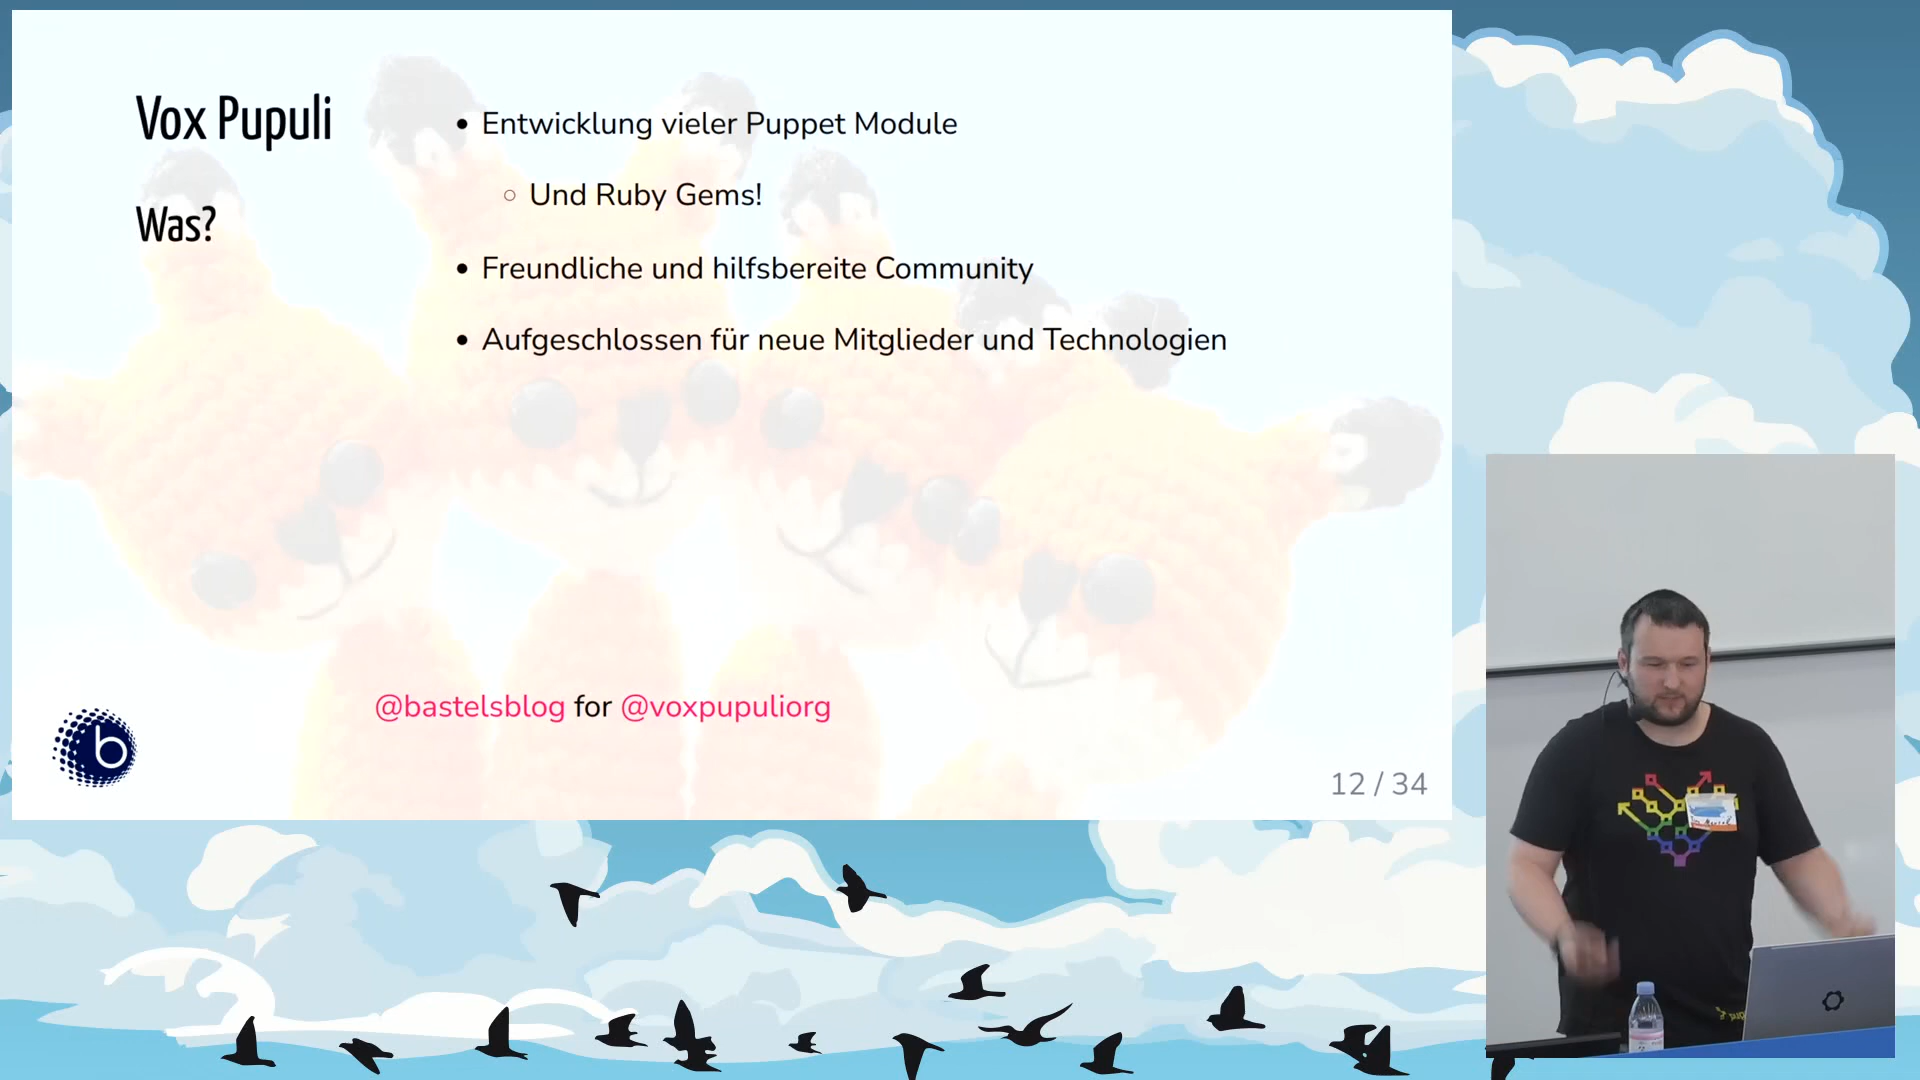 Vox Pupuli
Was?
• Entwicklung vieler Puppet Module
◦ Und Ruby Gems!
• Freundliche und hilfsbereite Community
• Aufgeschlossen für neue Mitglieder und Technologien
@bastelsblog for @voxpupuliorg
b
12 / 34